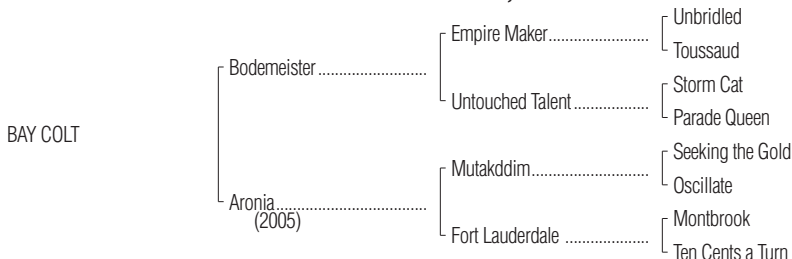 Unbridled
Empire Maker........................
Toussaud
Bodemeister..........................
Storm Cat
Untouched Talent..................
Parade Queen
BAY COLT
Seeking the Gold
Mutakddim............................
Oscillate
Aronia....................................
(2005)
Montbrook
Fort Lauderdale ....................
Ten Cents a Turn